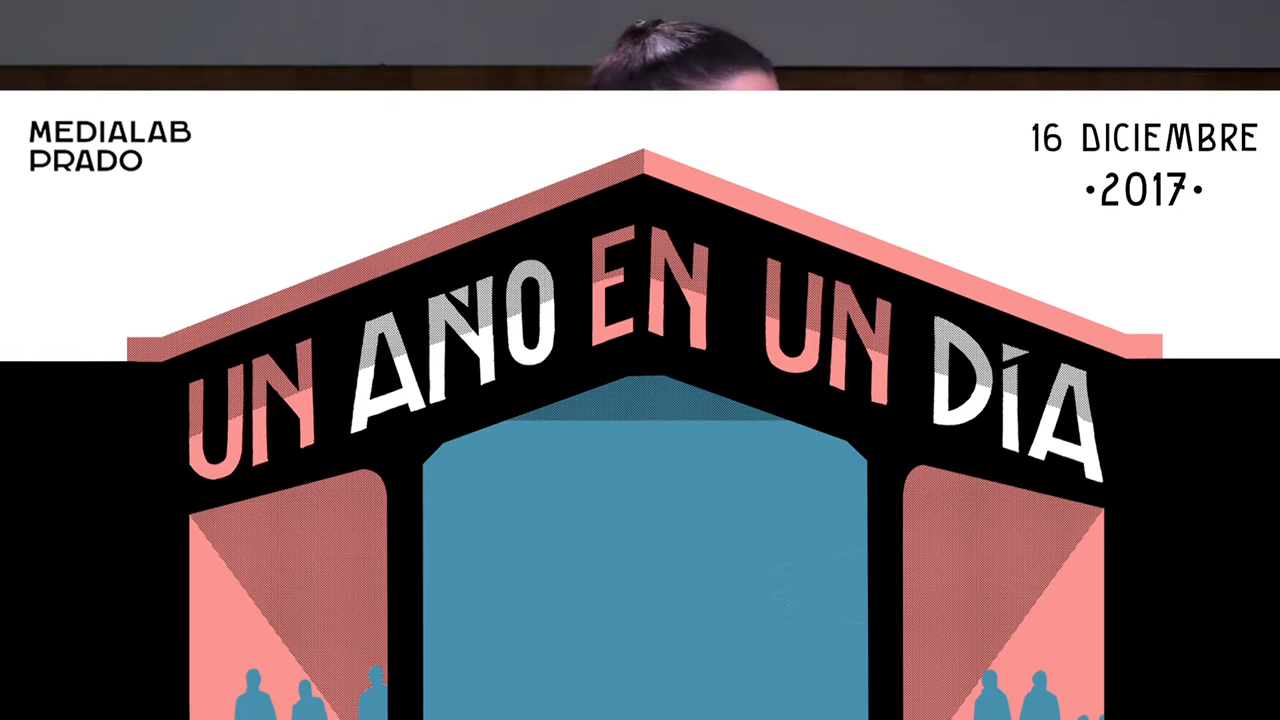 MEDIALAB
PRADO
16 DICIEMBRE
•2017•
UN AÑO EN UN DÍA